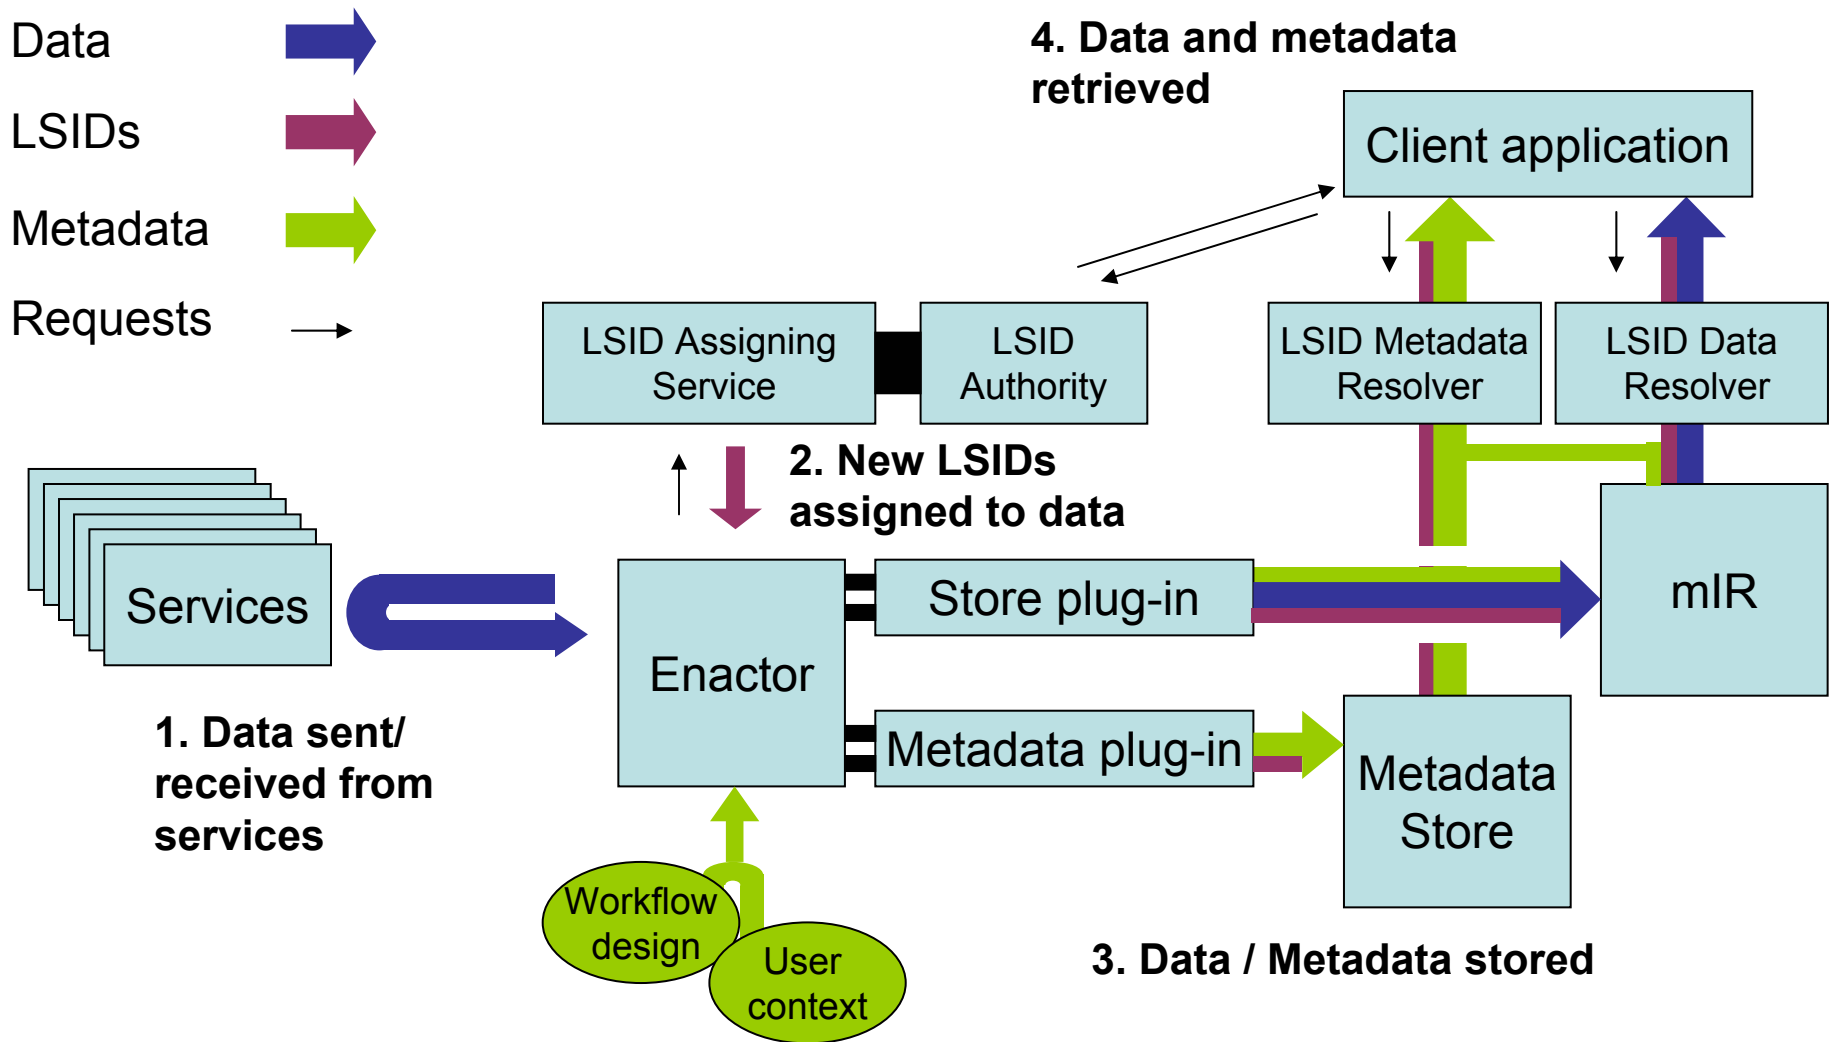 Data
LSIDs
Metadata
Requests
4. Data and metadata
retrieved
Client application
LSID Assigning
Service
LSID
Authority
LSID Metadata
Resolver
LSID Data
Resolver
2. New LSIDs
assigned to data
Services
Enactor
Store plug-in
mIR
Metadata plug-in
Metadata
Store
1. Data sent/
received from
services
Workflow
design
User
context
3. Data / Metadata stored